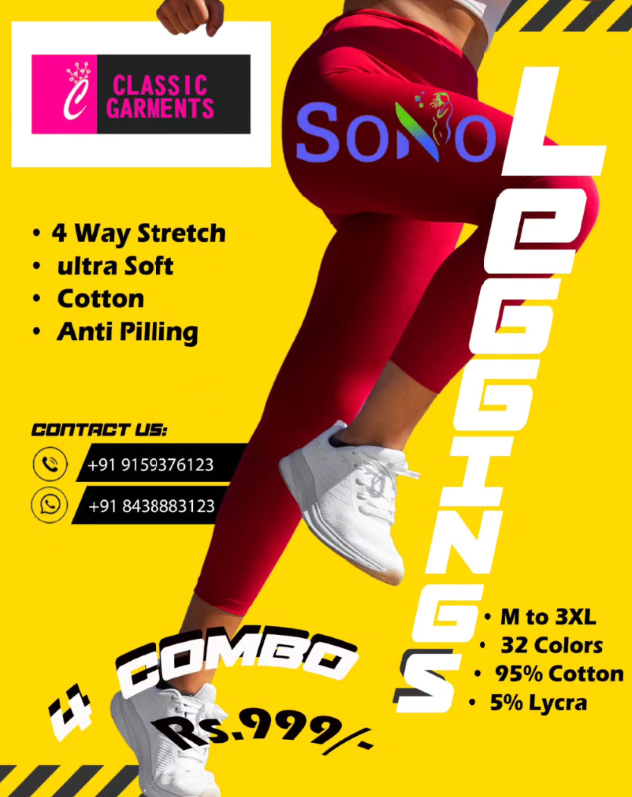 C CLASSIC
GARMENTS
SoNo
LeGGINGS
• 4 Way Stretch
• ultra Soft
• Cotton
• Anti Pilling
CONTACT US:
+91 9159376123
+91 8438883123
• M to 3XL
• 32 Colors
• 95% Cotton
• 5% Lycra
4 COMBO
Rs.999/-